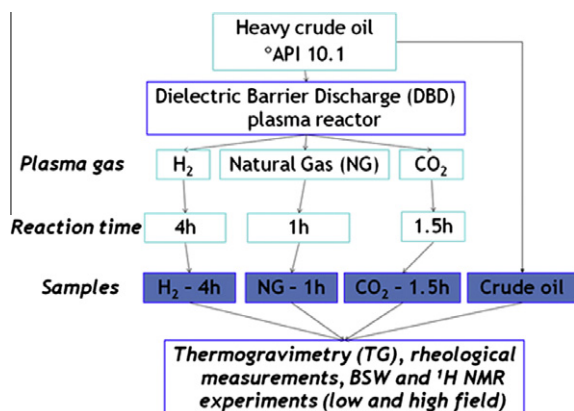 Heavy crude oil
°API 10.1
Dielectric Barrier Discharge (DBD)
plasma reactor
Plasma gas
H₂
Natural Gas (NG)
CO₂
Reaction time
4h
1h
1.5h
Samples
H₂ - 4h
NG - 1h
CO₂ - 1.5h
Crude oil
Thermogravimetry (TG), rheological
measurements, BSW and ¹H NMR
experiments (low and high field)